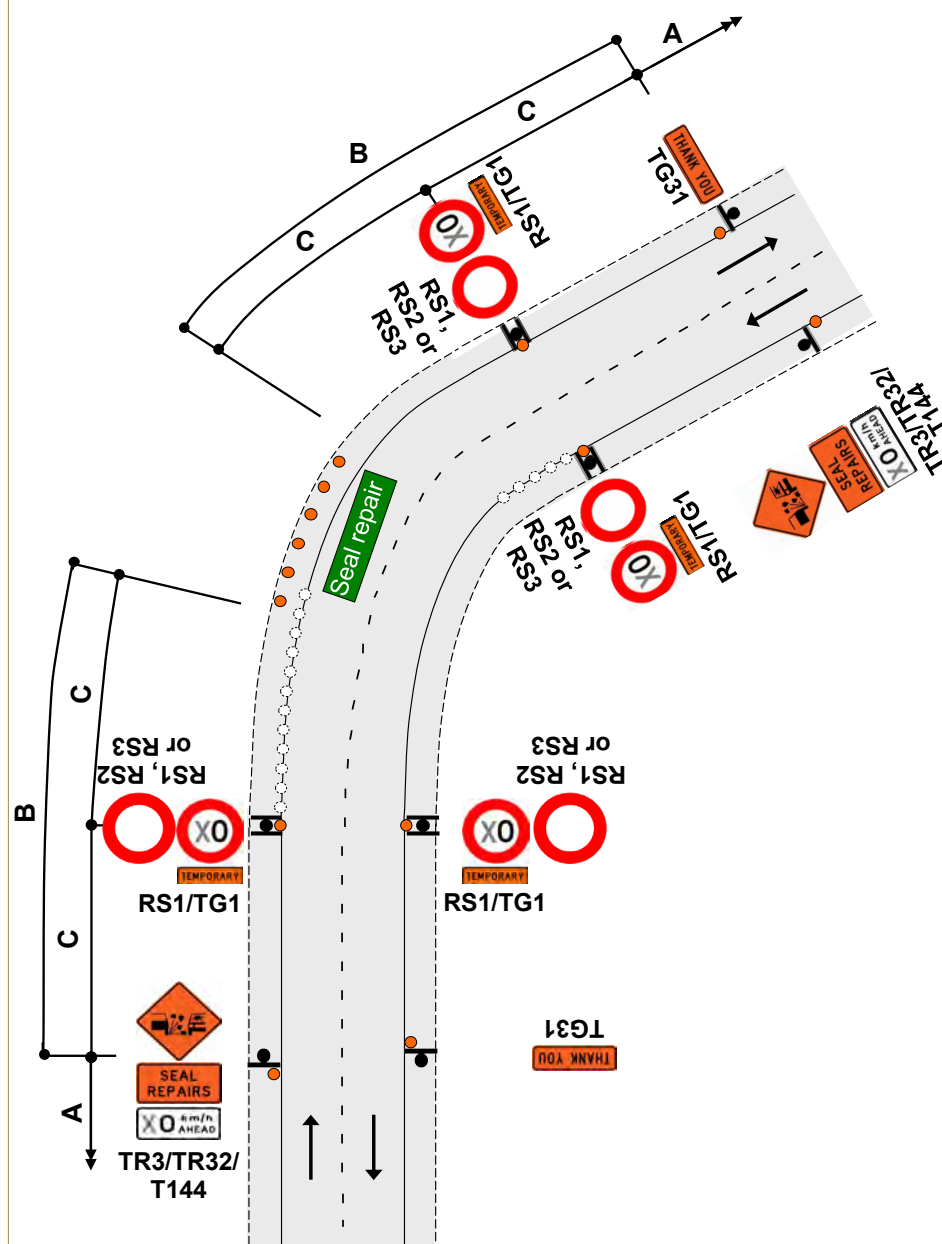 A
B
C
C
THANK YOU
TG31
TEMPORARY
RS1/TG1
X0
RS1,
RS2 or
RS3
TR3/TR32/
T144
X0 km/h
AHEAD
SEAL
REPAIRS
Seal repair
RS1,
RS2 or
RS3
X0
TEMPORARY
RS1/TG1
B
C
C
A
RS1, RS2
or RS3
X0
TEMPORARY
RS1/TG1
RS1, RS2
or RS3
X0
TEMPORARY
RS1/TG1
SEAL
REPAIRS
X0 km/h
AHEAD
TR3/TR32/
T144
TG31
THANK YOU